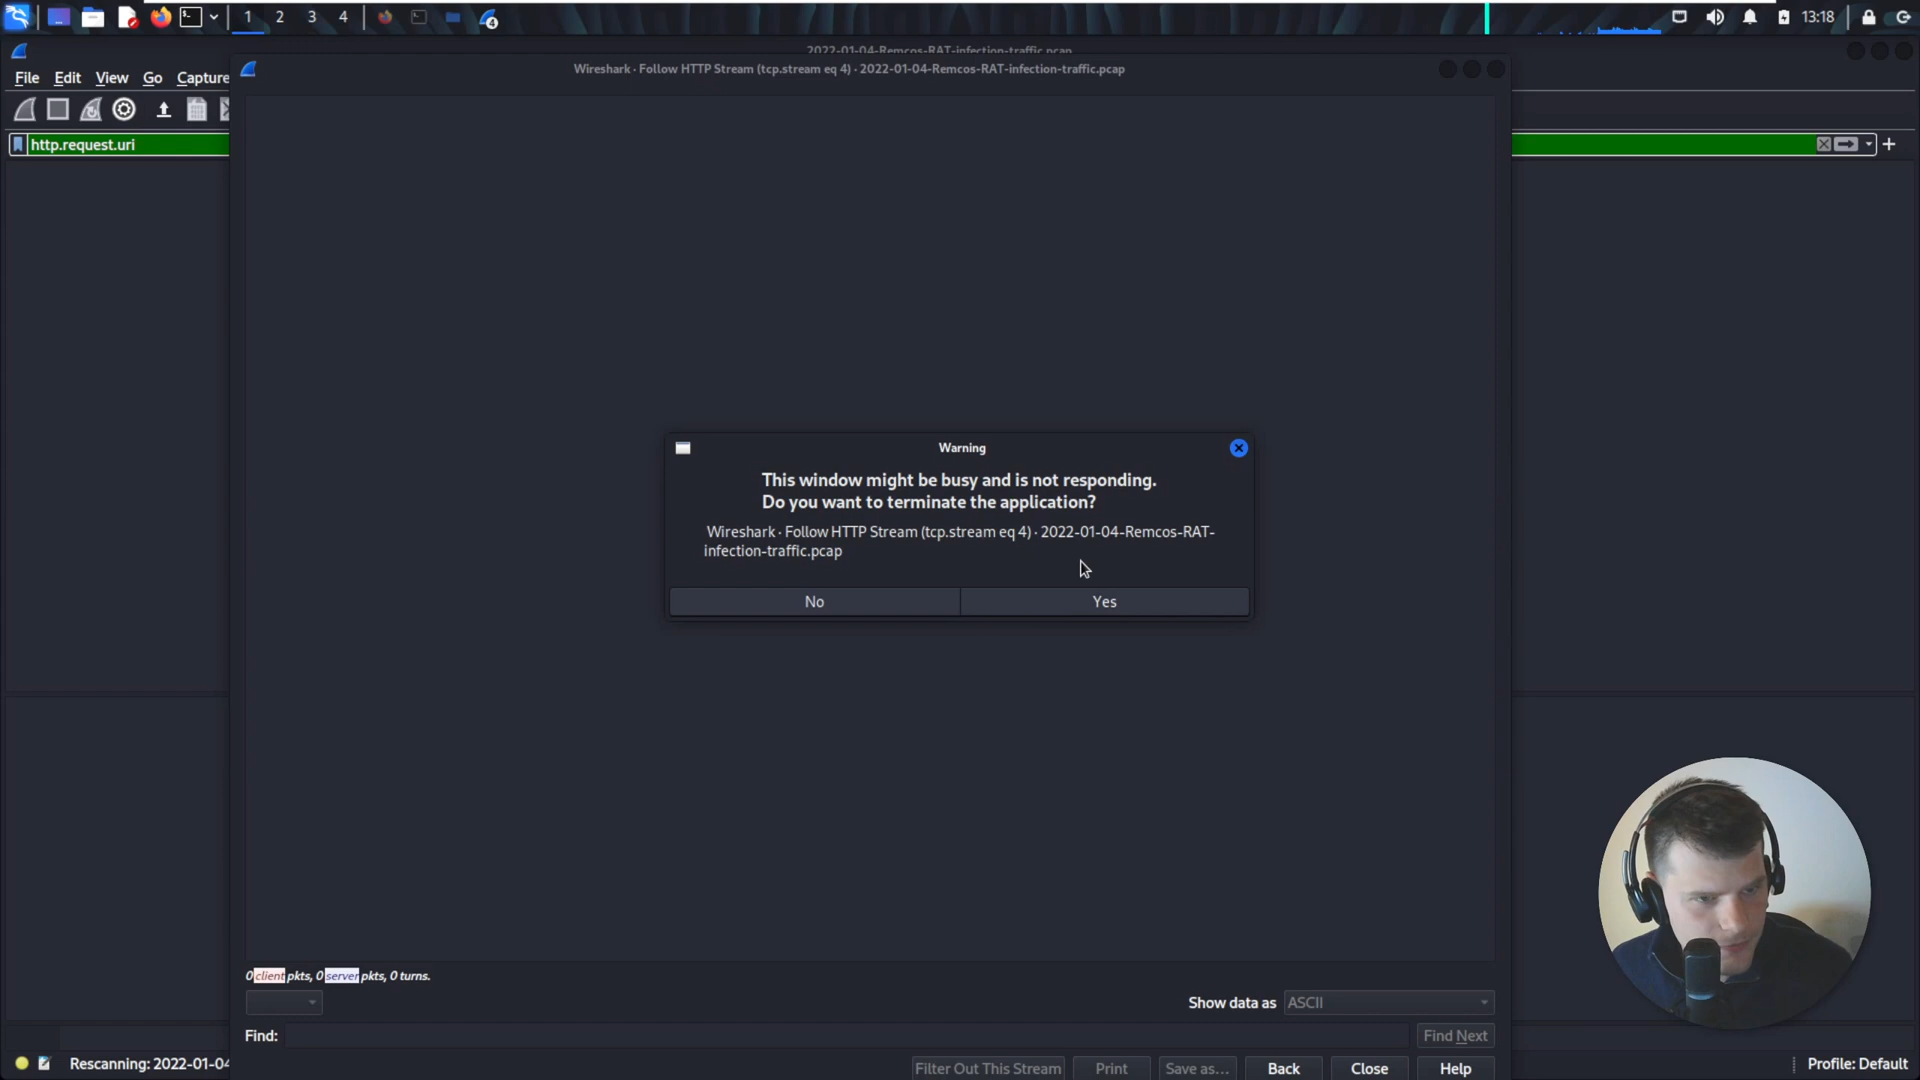 1 2 3 4 4 13:18
2022-01-04-Remcos-RAT-infection-traffic.pcap
Wireshark · Follow HTTP Stream (tcp.stream eq 4) · 2022-01-04-Remcos-RAT-infection-traffic.pcap
File Edit View Go Capture
http.request.uri
Warning
This window might be busy and is not responding.
Do you want to terminate the application?
Wireshark · Follow HTTP Stream (tcp.stream eq 4) · 2022-01-04-Remcos-RAT-
infection-traffic.pcap
No Yes
0 client pkts, 0 server pkts, 0 turns.
Show data as ASCII
Find: Find Next
Rescanning: 2022-01-04 Profile: Default
Filter Out This Stream Print Save as... Back Close Help